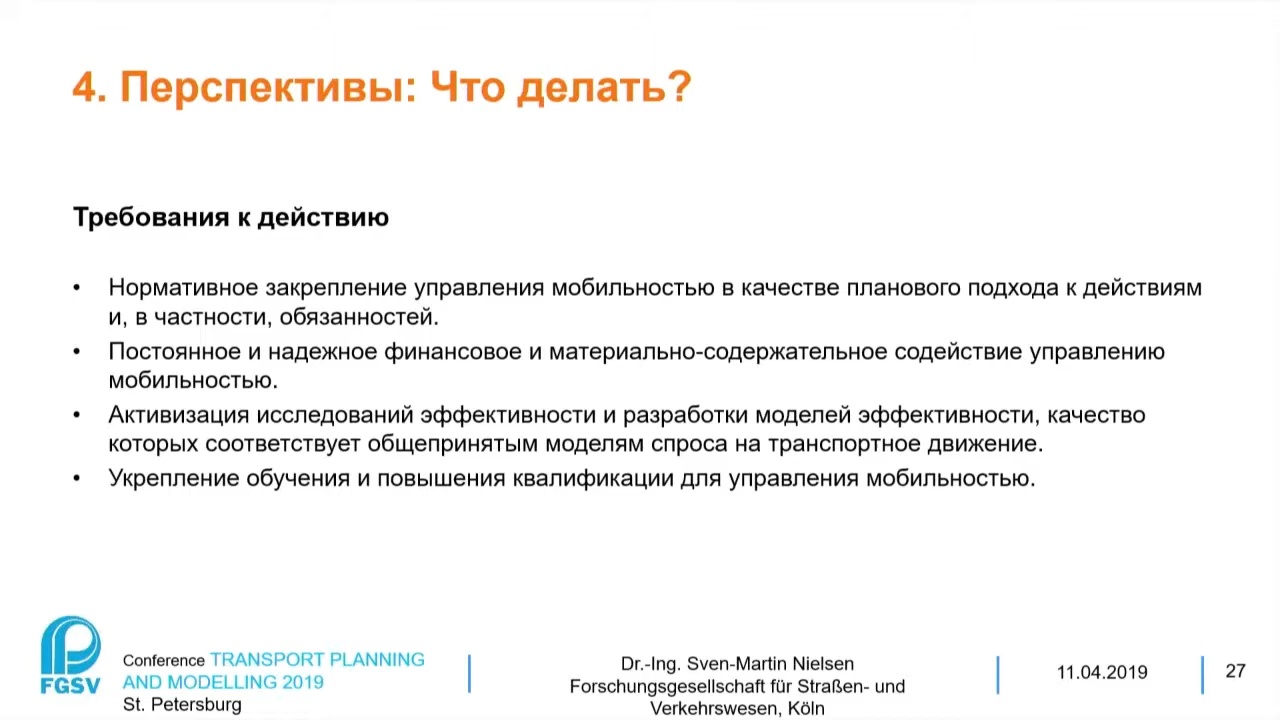 4. Перспективы: Что делать?
Требования к действию
• Нормативное закрепление управления мобильностью в качестве планового подхода к действиям
и, в частности, обязанностей.
• Постоянное и надежное финансовое и материально-содержательное содействие управлению
мобильностью.
• Активизация исследований эффективности и разработки моделей эффективности, качество
которых соответствует общепринятым моделям спроса на транспортное движение.
• Укрепление обучения и повышения квалификации для управления мобильностью.
FGSV
Conference TRANSPORT PLANNING
AND MODELLING 2019
St. Petersburg
Dr.-Ing. Sven-Martin Nielsen
Forschungsgesellschaft für Straßen- und
Verkehrswesen, Köln
11.04.2019
27